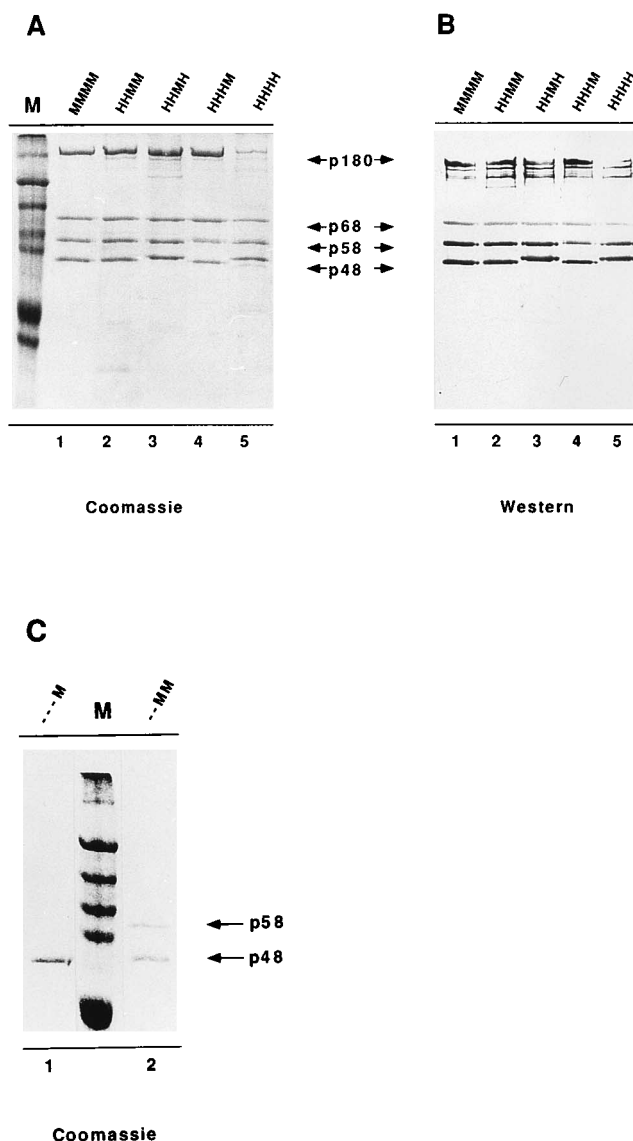 A
M MMMM HHMM HHMH HHHM HHHH
p180
p68
p58
p48
1 2 3 4 5
Coomassie
B
MMMM HHMM HHMH HHHM HHHH
1 2 3 4 5
Western
C
---M M --MM
p58
p48
1 2
Coomassie